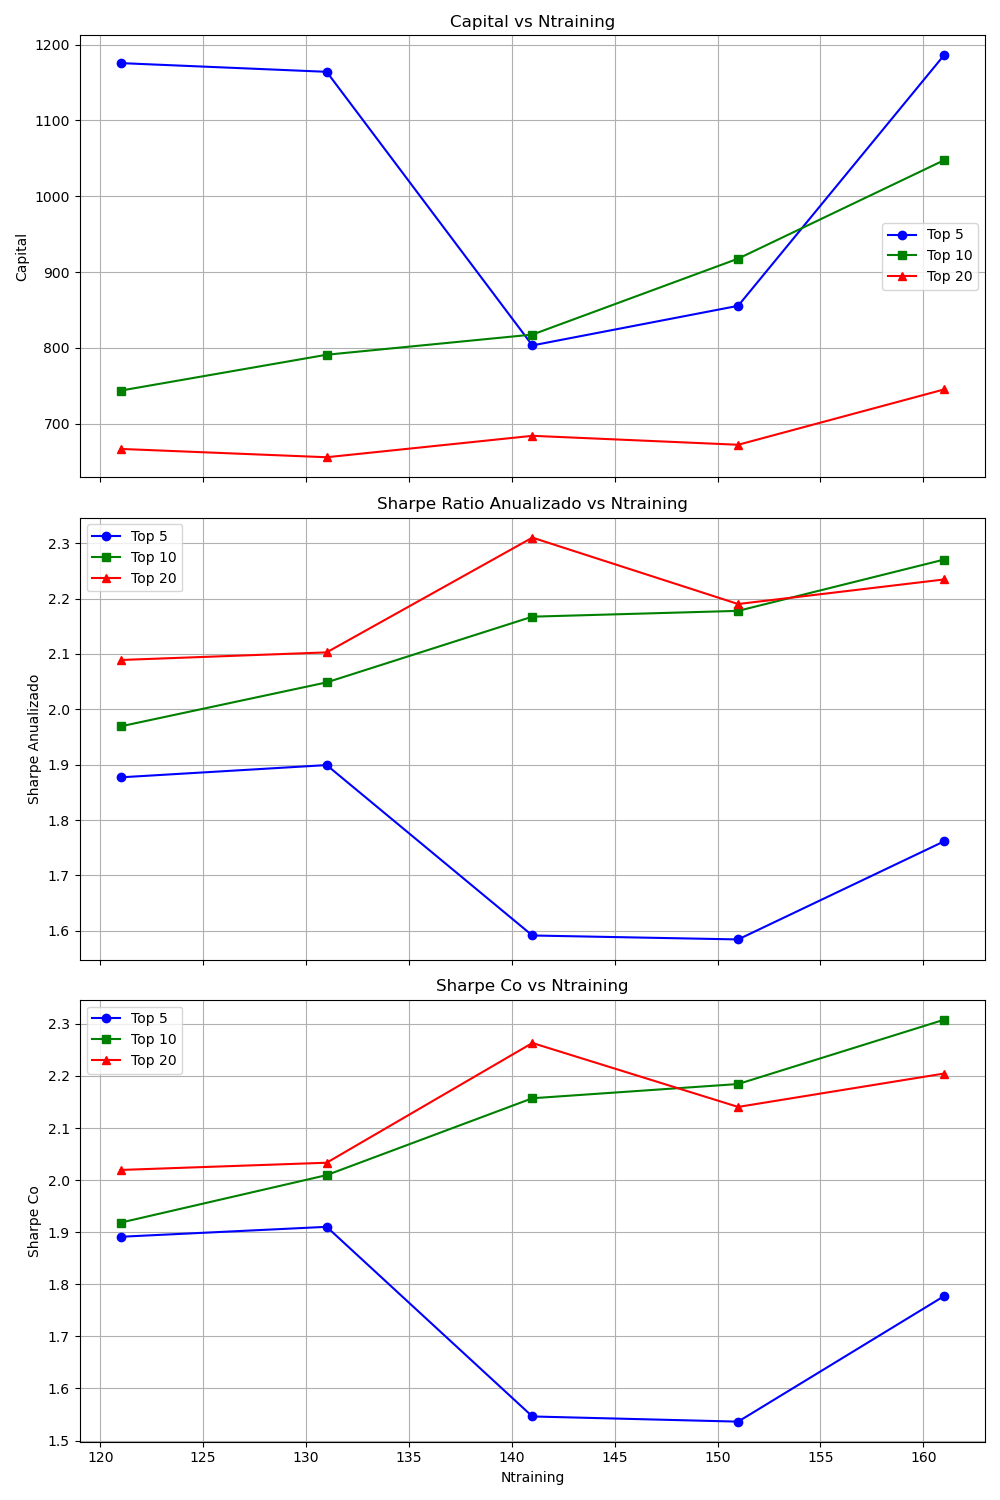 Capital vs Ntraining
1200
1100
1000
900
800
700
Capital
Top 5
Top 10
Top 20
Sharpe Ratio Anualizado vs Ntraining
2.3
2.2
2.1
2.0
1.9
1.8
1.7
1.6
Sharpe Anualizado
Top 5
Top 10
Top 20
Sharpe Co vs Ntraining
2.3
2.2
2.1
2.0
1.9
1.8
1.7
1.6
1.5
Sharpe Co
Top 5
Top 10
Top 20
120 125 130 135 140 145 150 155 160
Ntraining